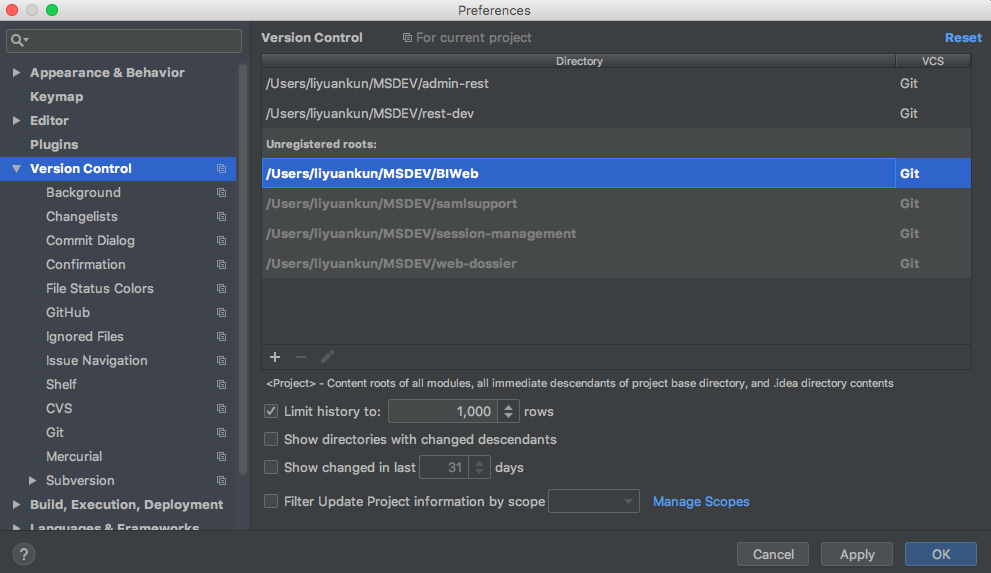 Preferences
Appearance & Behavior
Keymap
Editor
Plugins
Version Control
Background
Changelists
Commit Dialog
Confirmation
File Status Colors
GitHub
Ignored Files
Issue Navigation
Shelf
CVS
Git
Mercurial
Subversion
Build, Execution, Deployment
Languages & Frameworks
Version Control For current project Reset
Directory VCS
/Users/liyuankun/MSDEV/admin-rest Git
/Users/liyuankun/MSDEV/rest-dev Git
Unregistered roots:
/Users/liyuankun/MSDEV/BIWeb Git
/Users/liyuankun/MSDEV/samlsupport Git
/Users/liyuankun/MSDEV/session-management Git
/Users/liyuankun/MSDEV/web-dossier Git
<Project> - Content roots of all modules, all immediate descendants of project base directory, and .idea directory contents
Limit history to: 1,000 rows
Show directories with changed descendants
Show changed in last 31 days
Filter Update Project information by scope Manage Scopes
? Cancel Apply OK